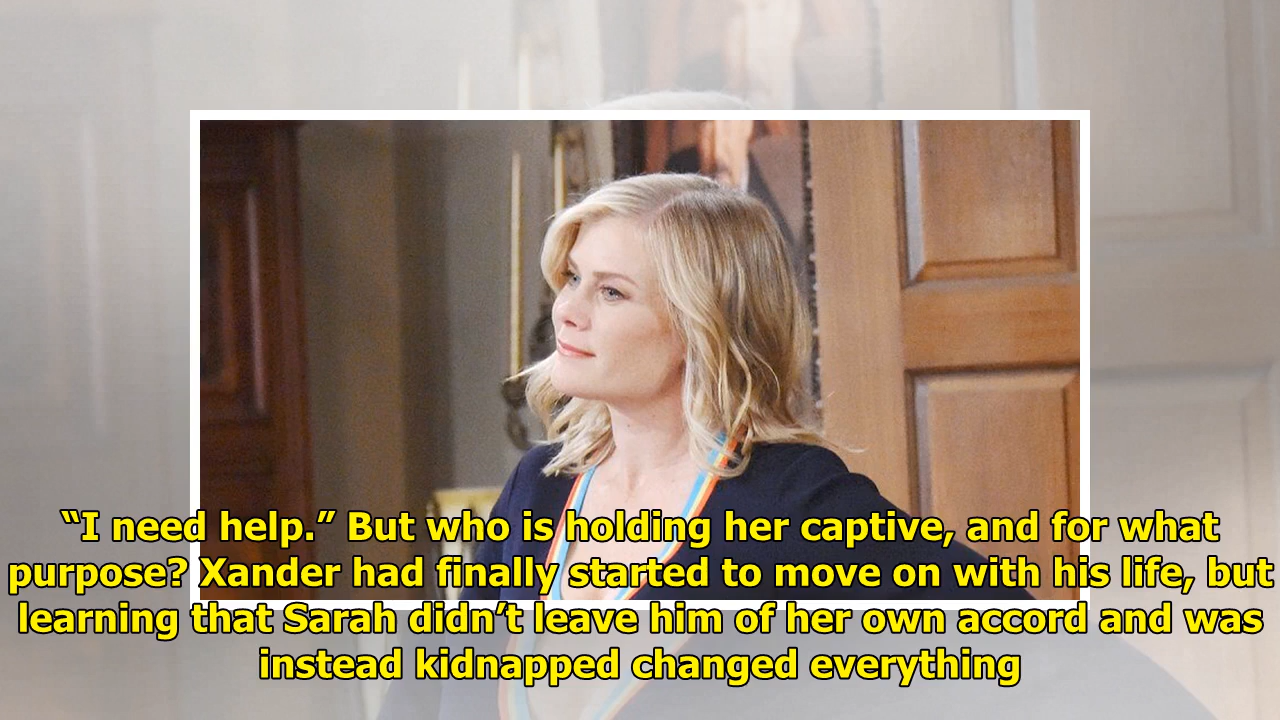 “I need help.” But who is holding her captive, and for what
purpose? Xander had finally started to move on with his life, but
learning that Sarah didn’t leave him of her own accord and was
instead kidnapped changed everything